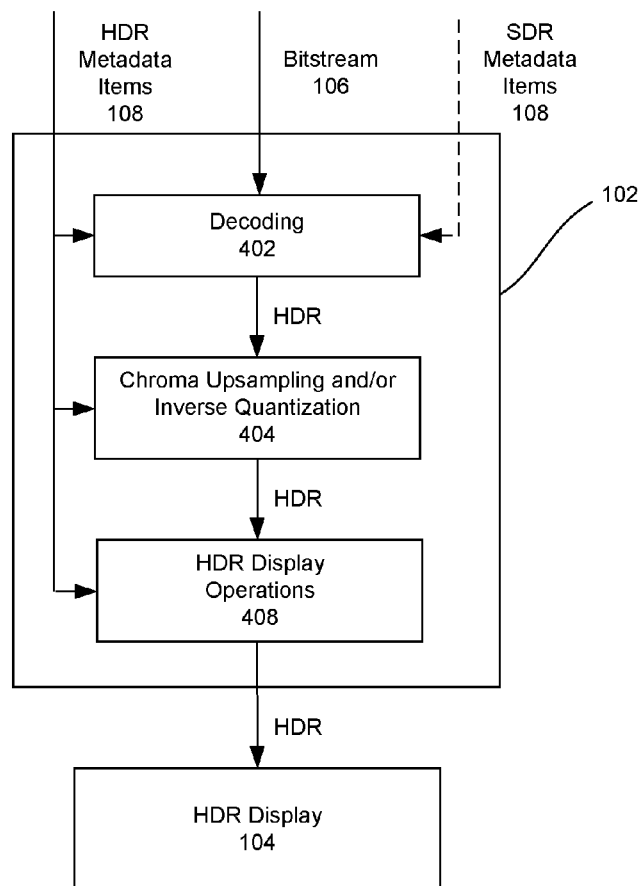 HDR
Metadata
Items
108
Bitstream
106
SDR
Metadata
Items
108
102
Decoding
402
HDR
Chroma Upsampling and/or
Inverse Quantization
404
HDR
HDR Display
Operations
408
HDR
HDR Display
104